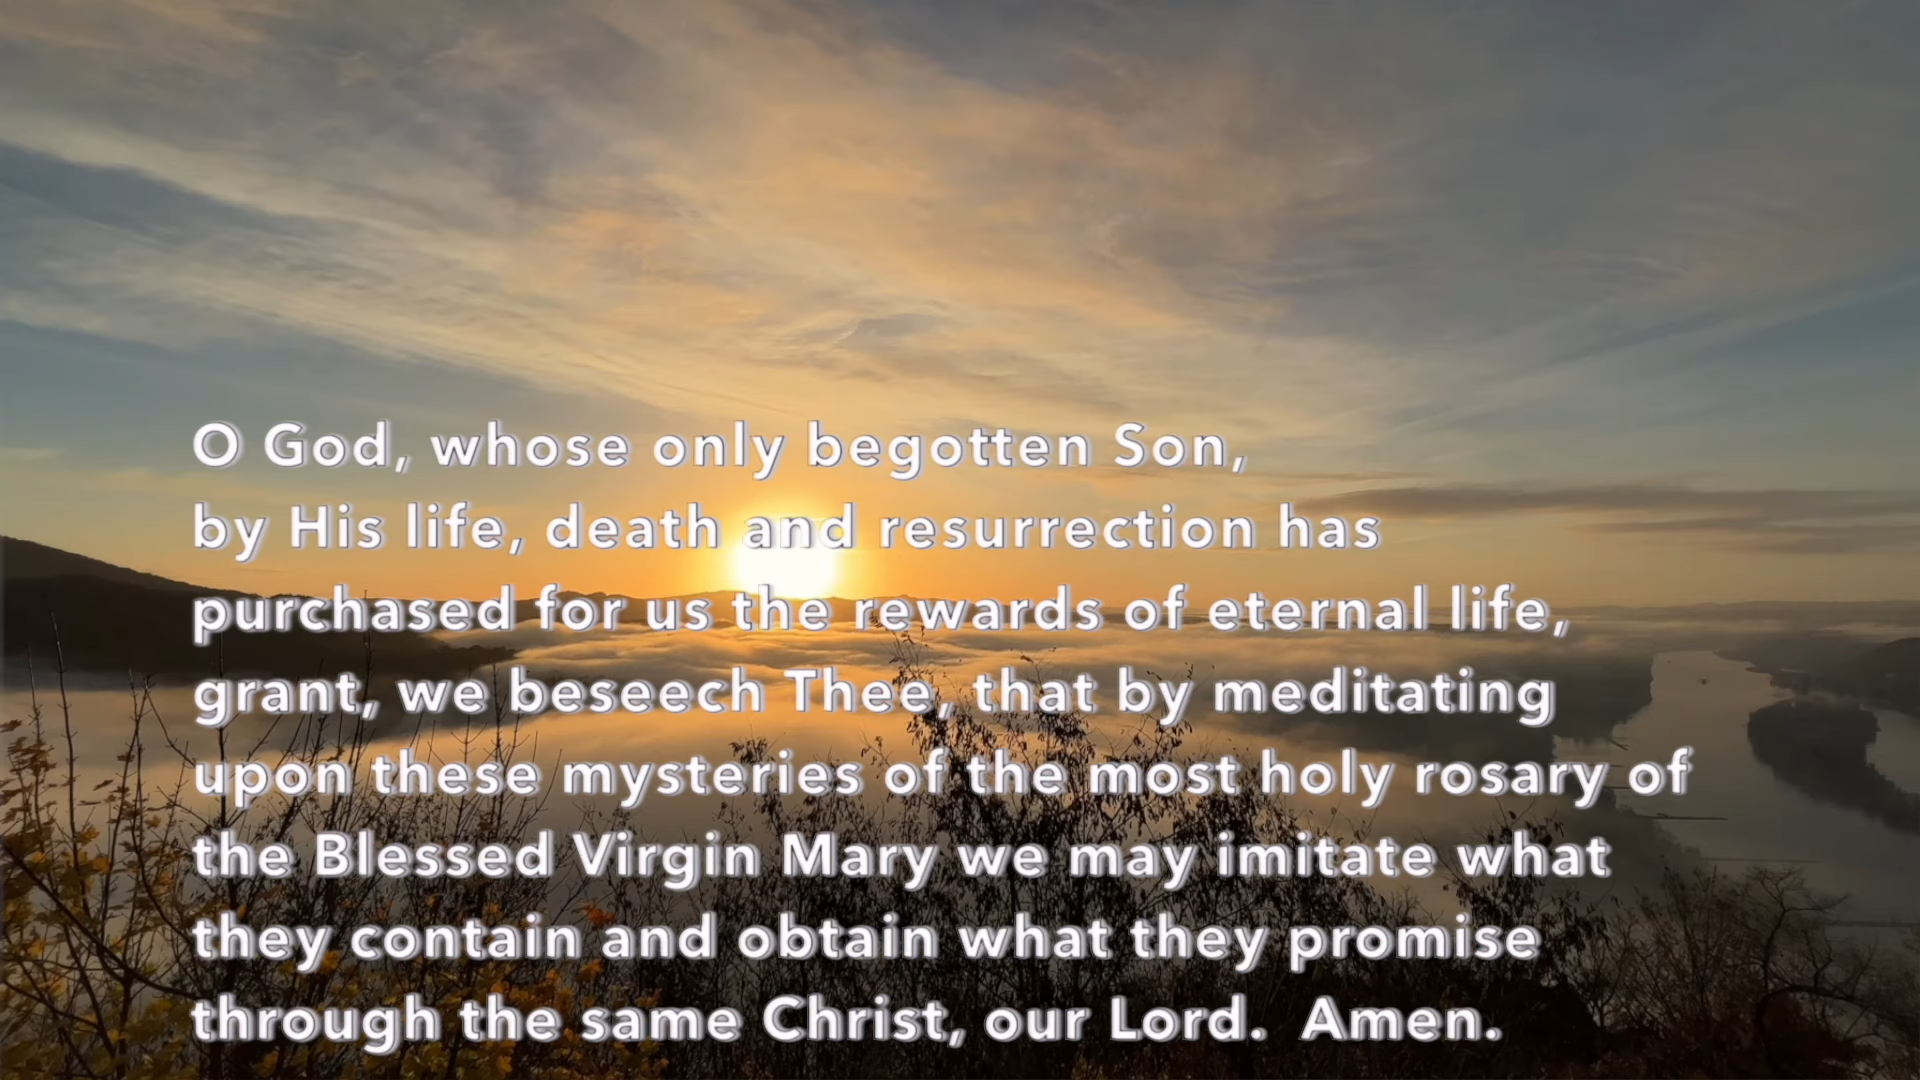 O God, whose only begotten Son,
by His life, death and resurrection has
purchased for us the rewards of eternal life,
grant, we beseech Thee, that by meditating
upon these mysteries of the most holy rosary of
the Blessed Virgin Mary we may imitate what
they contain and obtain what they promise
through the same Christ, our Lord.  Amen.